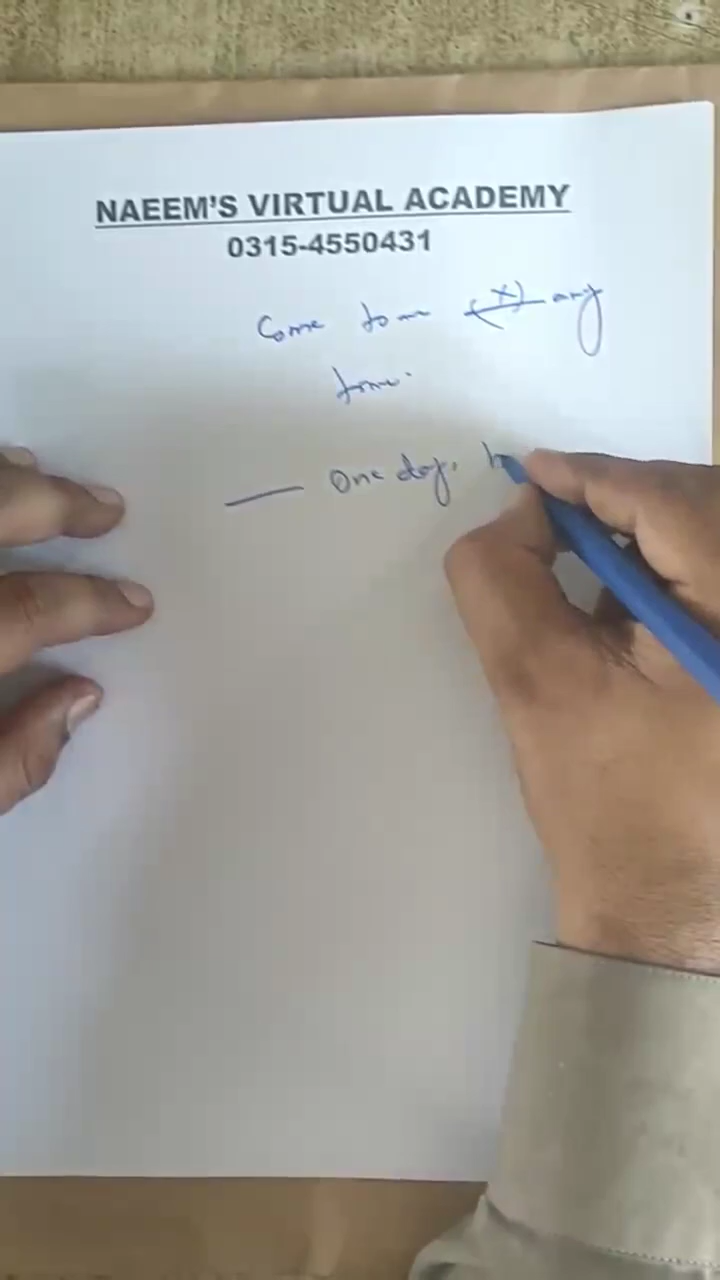 NAEEM'S VIRTUAL ACADEMY
0315-4550431
Come to me (x) any
time.
One day, h